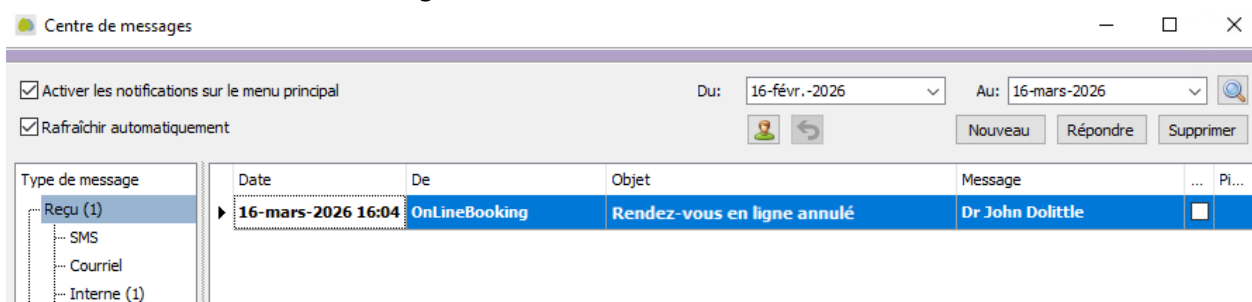 Centre de messages
Activer les notifications sur le menu principal
Du: 16-févr.-2026 Au: 16-mars-2026
Rafraîchir automatiquement
Nouveau Répondre Supprimer
Type de message Date De Objet Message ... Pi...
Reçu (1) 16-mars-2026 16:04 OnLineBooking Rendez-vous en ligne annulé Dr John Dolittle
SMS
Courriel
Interne (1)